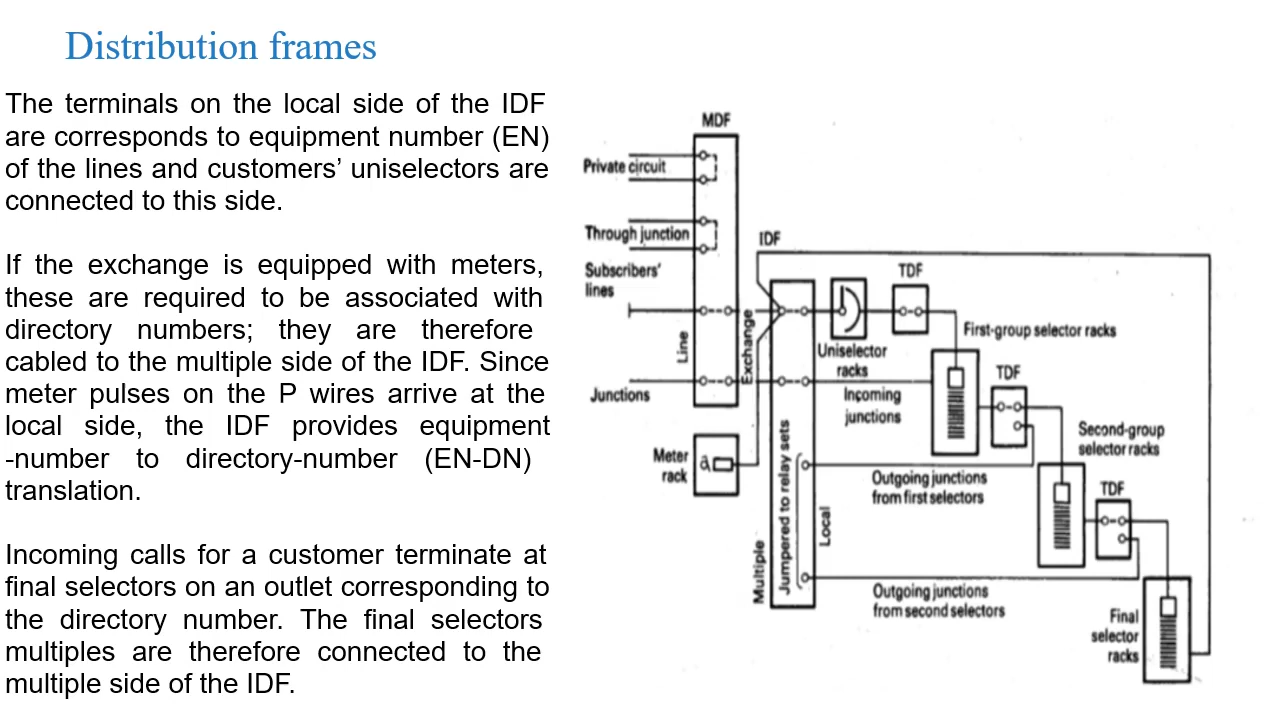 Distribution frames
The terminals on the local side of the IDF
are corresponds to equipment number (EN)
of the lines and customers’ uniselectors are
connected to this side.
If the exchange is equipped with meters,
these are required to be associated with
directory numbers; they are therefore
cabled to the multiple side of the IDF. Since
meter pulses on the P wires arrive at the
local side, the IDF provides equipment
-number to directory-number (EN-DN)
translation.
Incoming calls for a customer terminate at
final selectors on an outlet corresponding to
the directory number. The final selectors
multiples are therefore connected to the
multiple side of the IDF.
MDF
Private circuit
Through junction
IDF
Subscribers'
lines
TDF
First-group selector racks
Line
Exchange
Uniselector
racks
TDF
Junctions
Incoming
junctions
Second-group
selector racks
Meter
rack
Outgoing junctions
from first selectors
TDF
Multiple
Jumpered to relay sets
Local
Outgoing junctions
from second selectors
Final
selector
racks